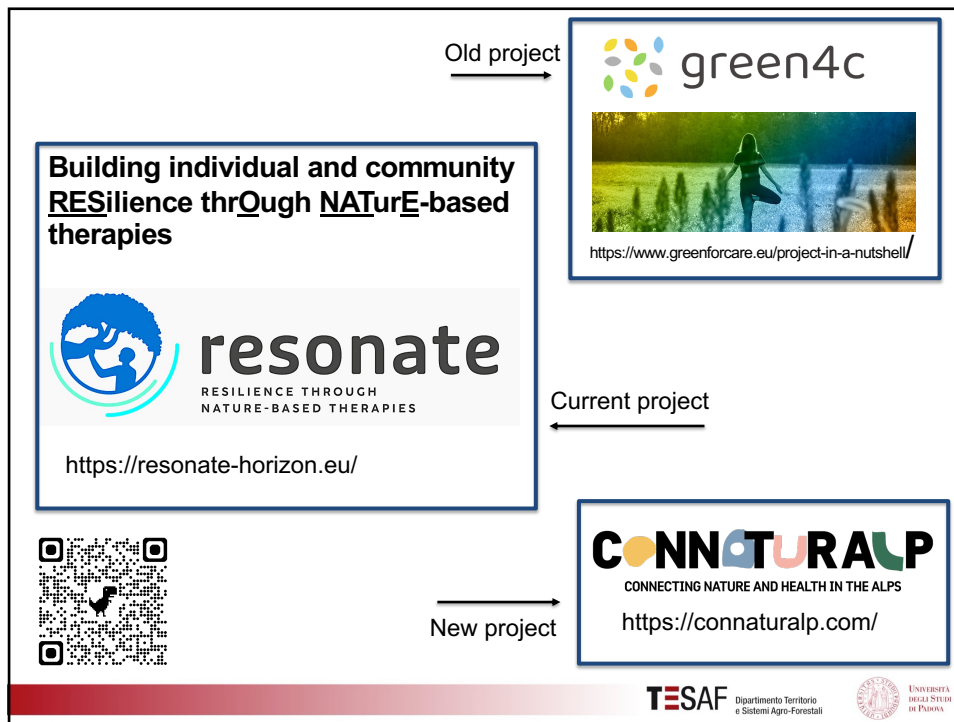 Old project
green4c
https://www.greenforcare.eu/project-in-a-nutshell/
Building individual and community
RESilience thrOugh NATurE-based
therapies
resonate
RESILIENCE THROUGH
NATURE-BASED THERAPIES
https://resonate-horizon.eu/
Current project
CONNATURALP
CONNECTING NATURE AND HEALTH IN THE ALPS
https://connaturalp.com/
New project
TESAF
Dipartimento Territorio
e Sistemi Agro-Forestali
UNIVERSITÀ
DEGLI STUDI
DI PADOVA